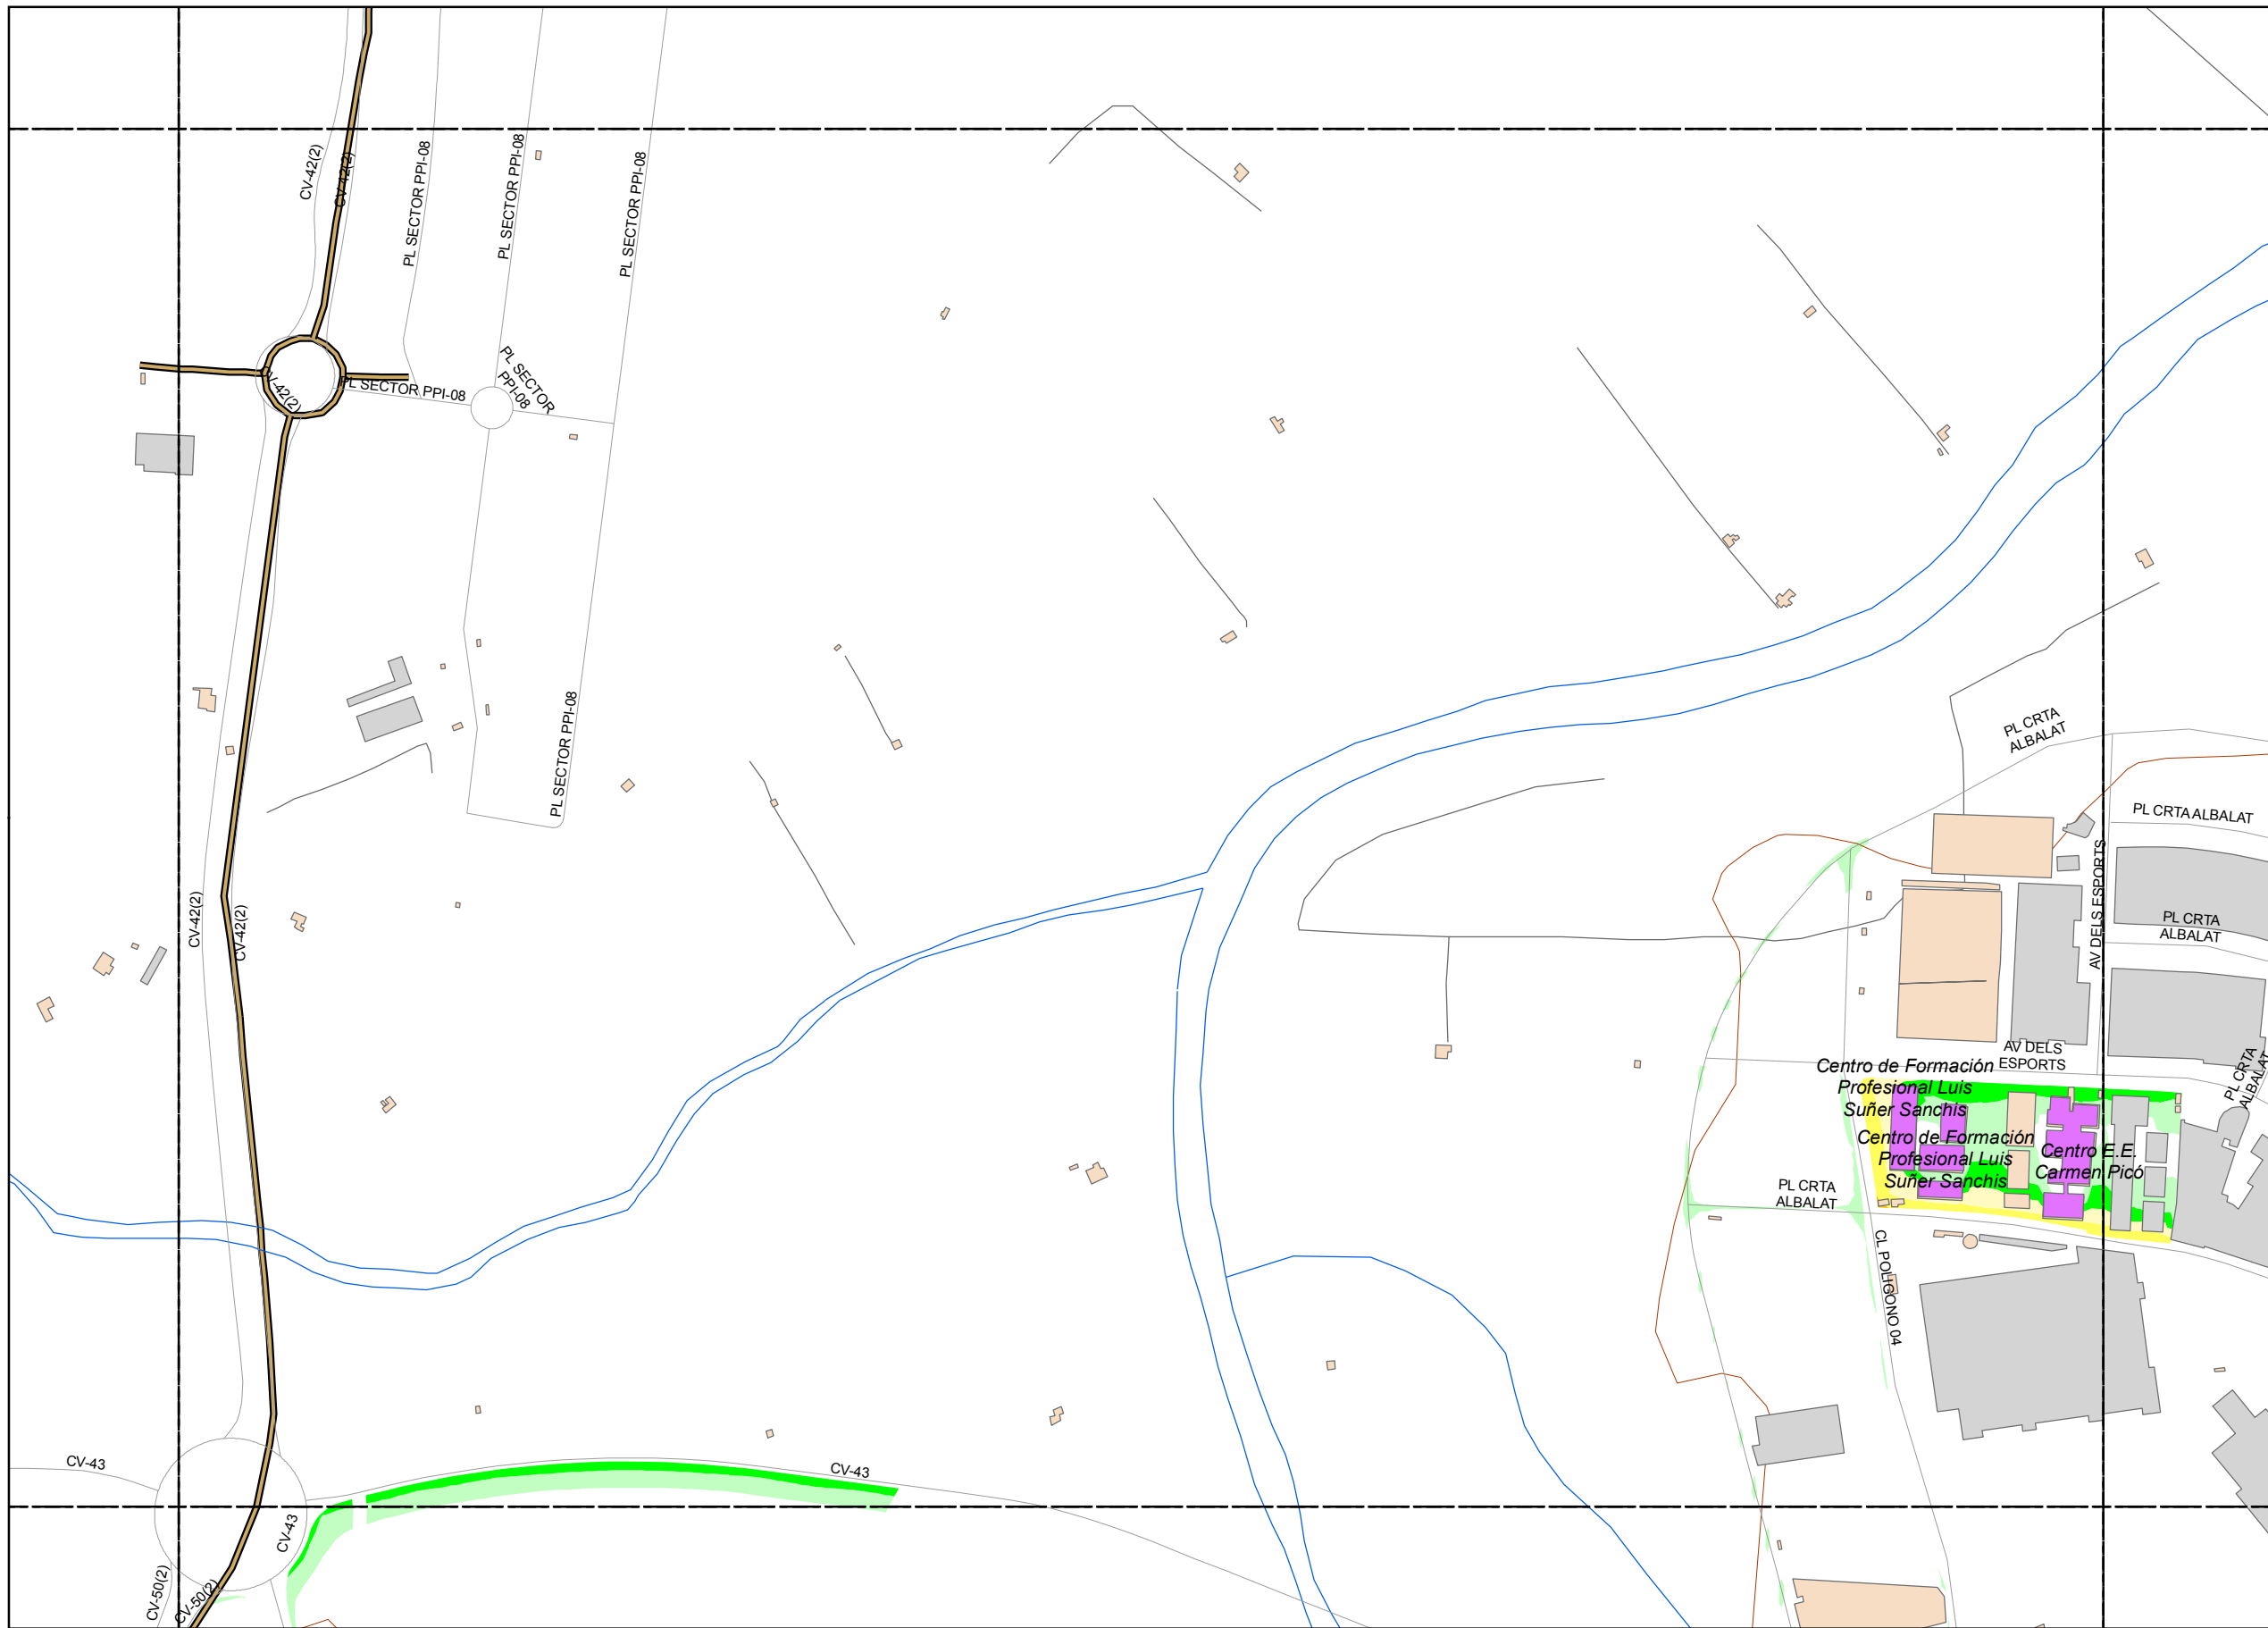 CV-42(2)
CV-42(2)
PL SECTOR PPI-08
PL SECTOR PPI-08
PL SECTOR PPI-08
PL SECTOR
PPI-08
PL SECTOR PPI-08
V-42(2)
PL SECTOR PPI-08
PL CRTA
ALBALAT
PL CRTA ALBALAT
AV DELS ESPORTS
PL CRTA
ALBALAT
CV-42(2)
CV-42(2)
AV DELS
ESPORTS
PL CRTA
ALBALAT
Centro de Formación
Profesional Luis
Suñer Sanchis
Centro de Formación
Profesional Luis
Suñer Sanchis
Centro E.E.
Carmen Picó
PL CRTA
ALBALAT
CL POLIGONO 04
CV-43
CV-43
CV-43
CV-50(2)
CV-50(2)